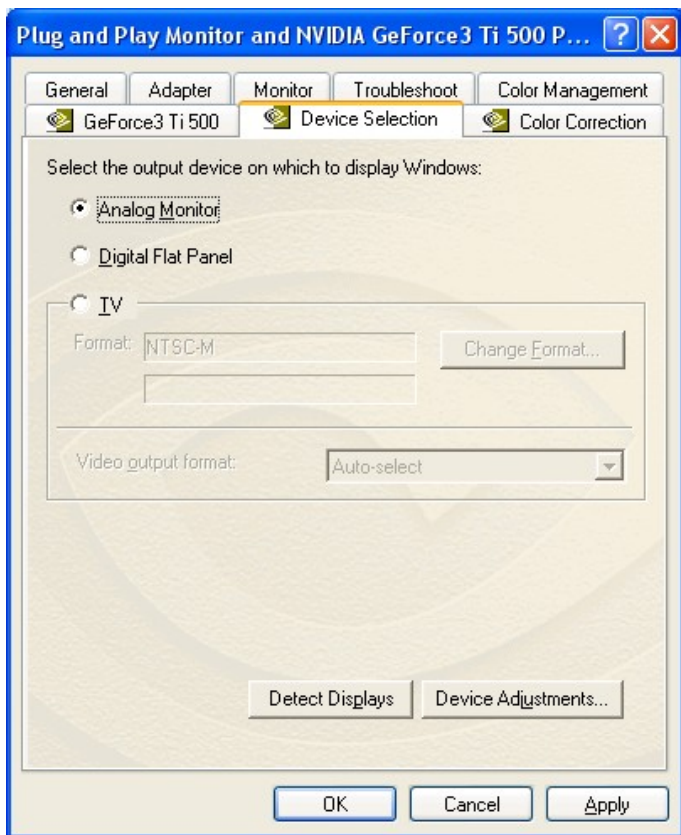 Plug and Play Monitor and NVIDIA GeForce3 Ti 500 P...
General Adapter Monitor Troubleshoot Color Management
GeForce3 Ti 500 Device Selection Color Correction
Select the output device on which to display Windows:
Analog Monitor
Digital Flat Panel
TV
Format: NTSC-M Change Format...
Video output format: Auto-select
Detect Displays Device Adjustments...
OK Cancel Apply